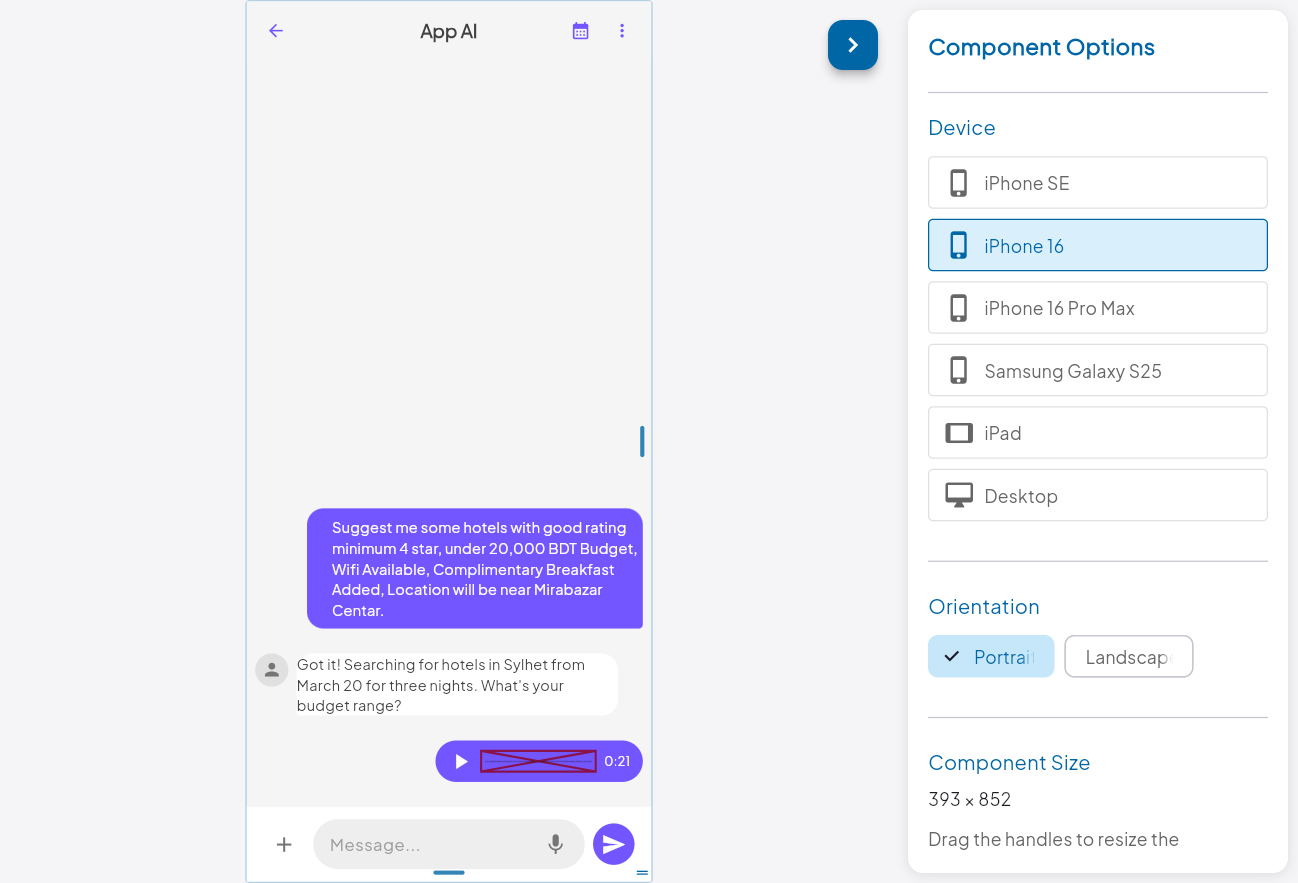 App AI
Suggest me some hotels with good rating
minimum 4 star, under 20,000 BDT Budget,
Wifi Available, Complimentary Breakfast
Added, Location will be near Mirabazar
Centar.
Got it! Searching for hotels in Sylhet from
March 20 for three nights. What's your
budget range?
0:21
Message...
Component Options
Device
iPhone SE
iPhone 16
iPhone 16 Pro Max
Samsung Galaxy S25
iPad
Desktop
Orientation
Portrait
Landscape
Component Size
393 × 852
Drag the handles to resize the